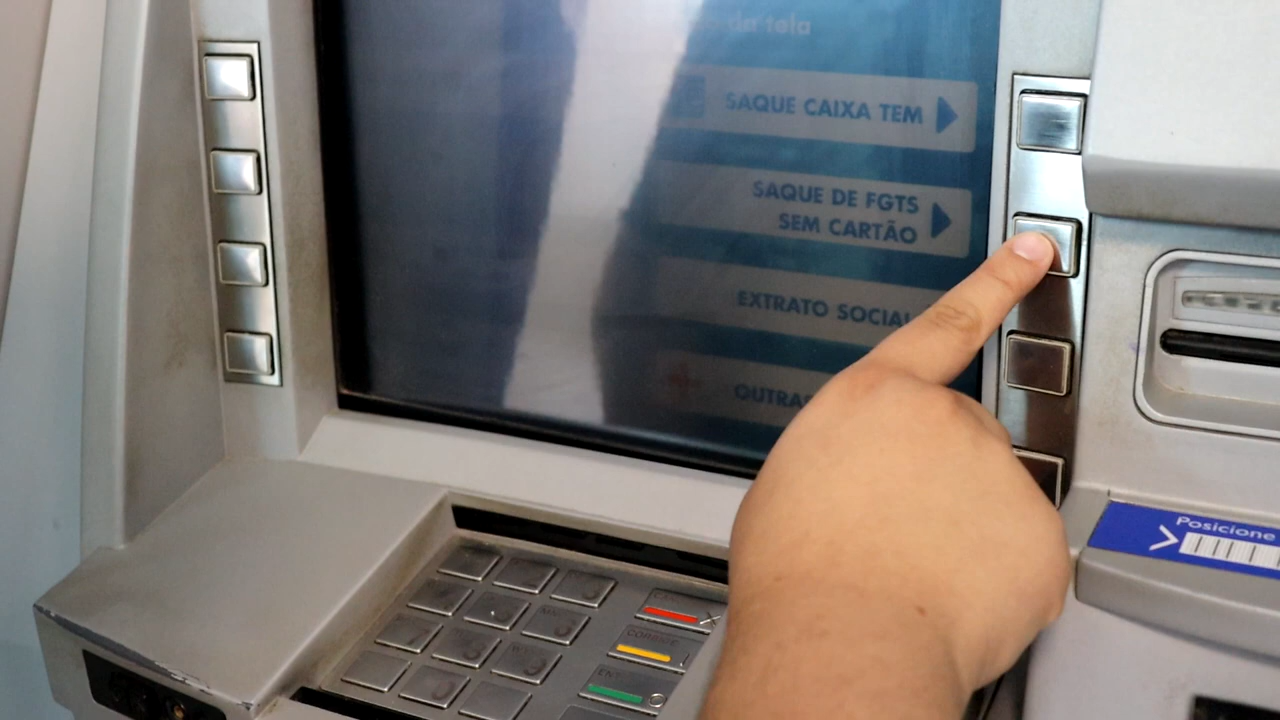 da tela
SAQUE CAIXA TEM
SAQUE DE FGTS
SEM CARTÃO
EXTRATO SOCIAL
OUTRAS
Posicione